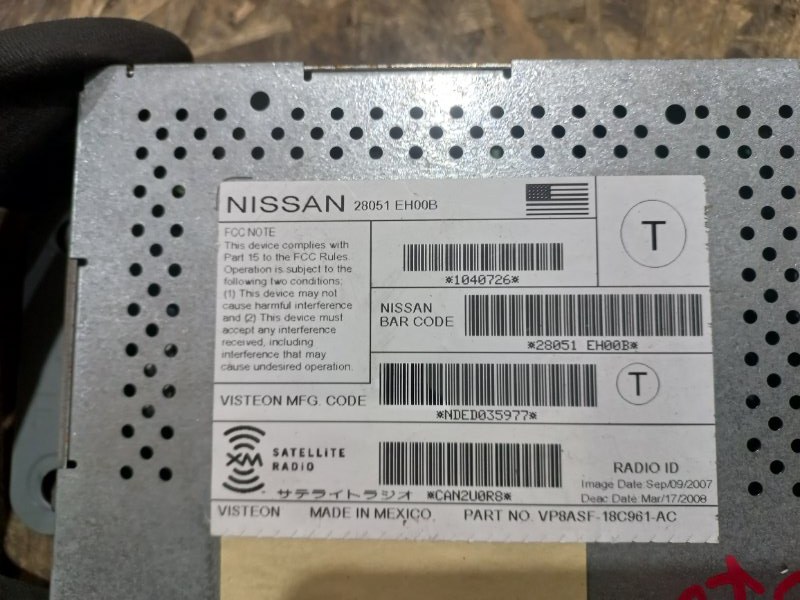 NISSAN 28051 EH00B
T
FCC NOTE
This device complies with
Part 15 to the FCC Rules.
Operation is subject to the
following two conditions:
(1) This device may not
cause harmful interference
and (2) This device must
accept any interference
received, including
interference that may
cause undesired operation.
*1040726*
NISSAN
BAR CODE
*28051 EH00B*
VISTEON MFG. CODE
*NDED035977*
T
XM SATELLITE
RADIO
サテライトラジオ *CAN2U0R8*
RADIO ID
Image Date:Sep/09/2007
Deac Date:Mar/17/2008
VISTEON MADE IN MEXICO. PART NO. VP8ASF-18C961-AC